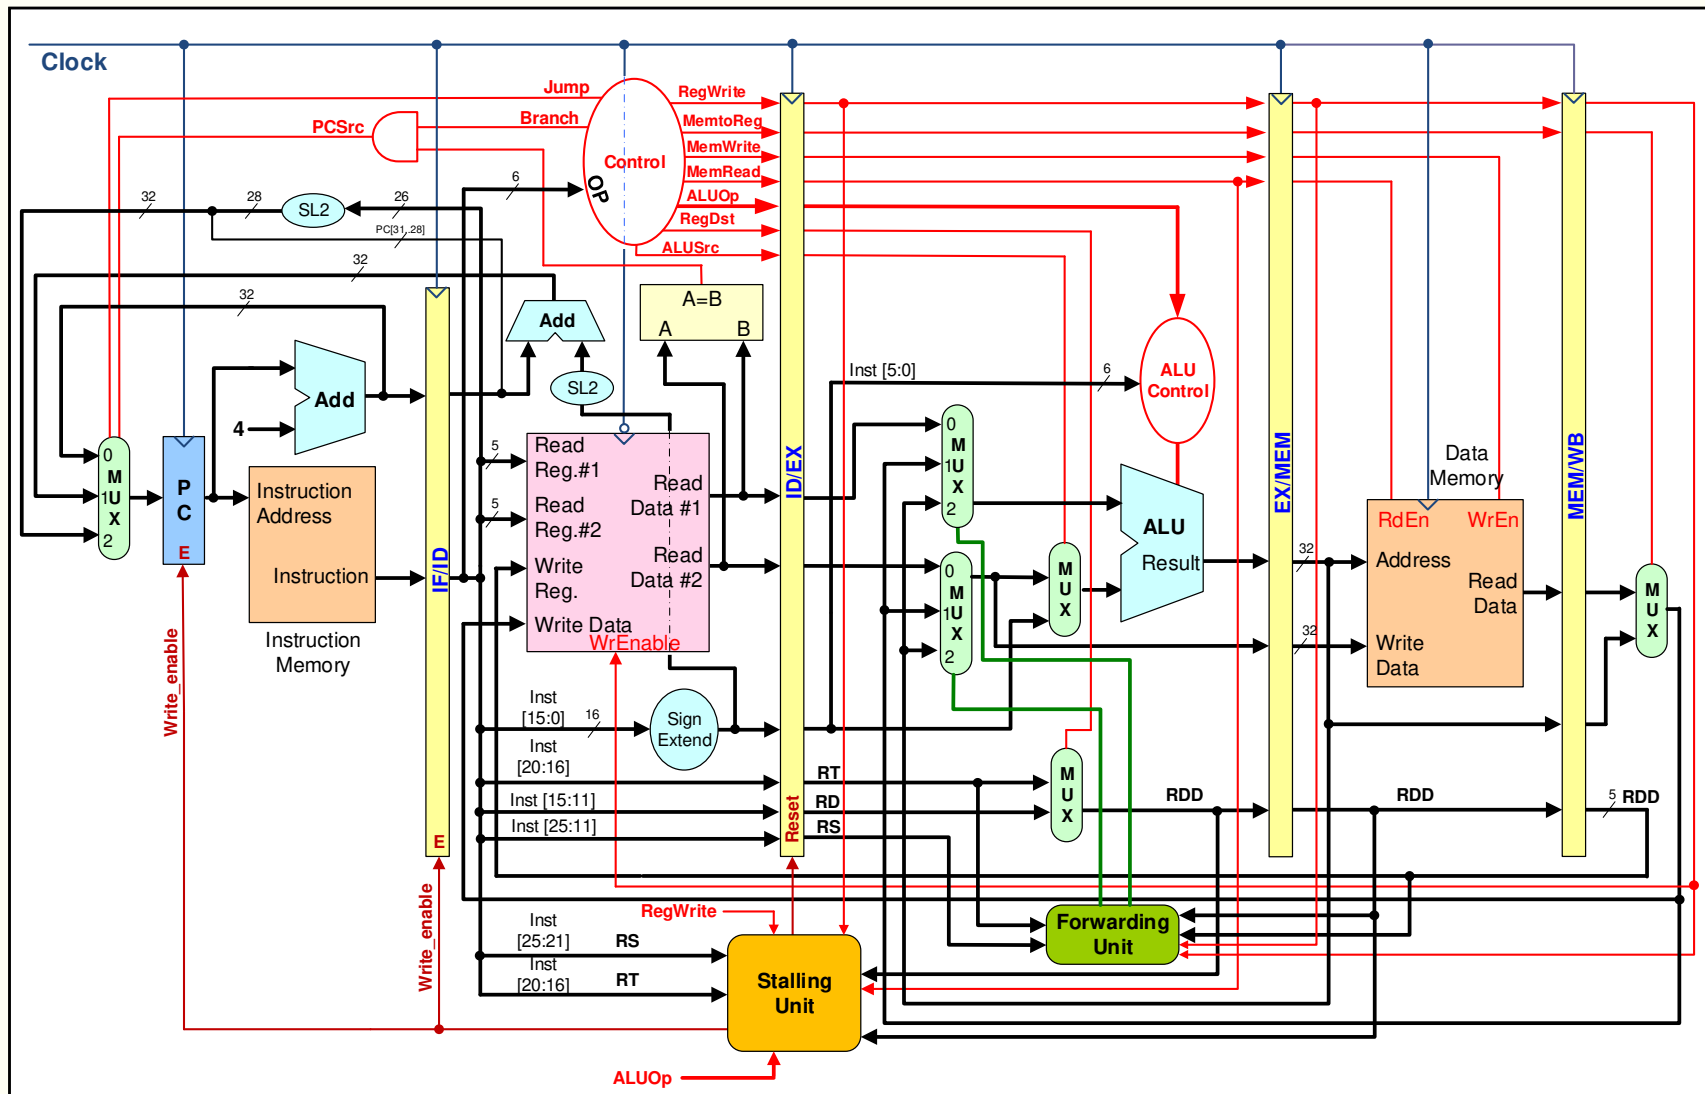 Clock
Jump
Branch
PCSrc
Control
OP
RegWrite
MemtoReg
MemWrite
MemRead
ALUOp
RegDst
ALUSrc
32
28
SL2
26
6
PC[31..28]
32
32
Add
4
Add
SL2
A=B
A
B
Inst [5:0]
6
ALU
Control
0
M
1U
X
2
P
C
E
Instruction
Address
Instruction
Instruction
Memory
IF/ID
E
5
5
Read
Reg.#1
Read
Reg.#2
Write
Reg.
Write Data
WrEnable
Read
Data #1
Read
Data #2
ID/EX
Reset
0
M
1U
X
2
0
M
1U
X
2
M
U
X
ALU
Result
EX/MEM
32
32
Data
Memory
RdEn
WrEn
Address
Read
Data
Write
Data
MEM/WB
M
U
X
Inst
[15:0]
16
Sign
Extend
Inst
[20:16]
Inst [15:11]
Inst [25:11]
RT
RD
RS
M
U
X
RDD
RDD
5
RDD
Write_enable
Write_enable
RegWrite
Inst
[25:21]
RS
Inst
[20:16]
RT
Stalling
Unit
Forwarding
Unit
ALUOp